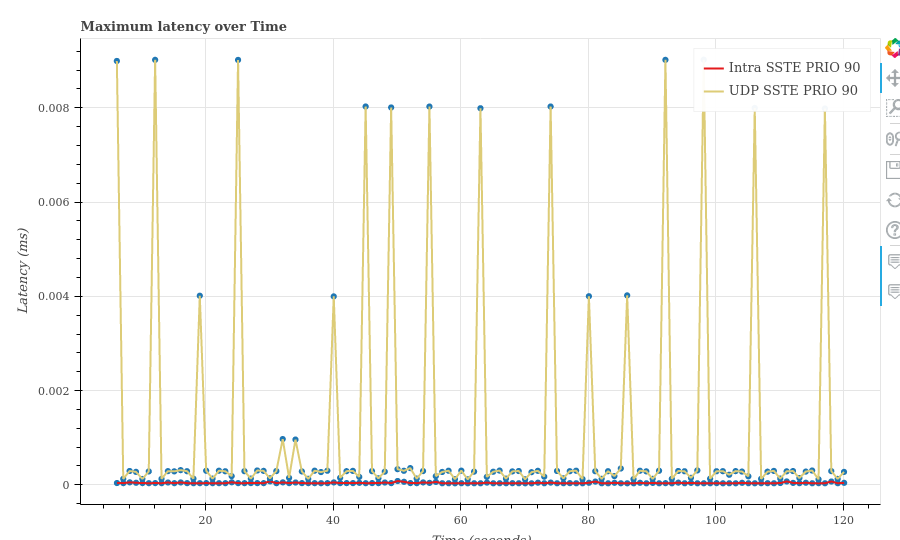 Maximum latency over Time
Intra SSTE PRIO 90
UDP SSTE PRIO 90
0.008
0.006
0.004
0.002
0
Latency (ms)
20
40
60
80
100
120
Time (seconds)